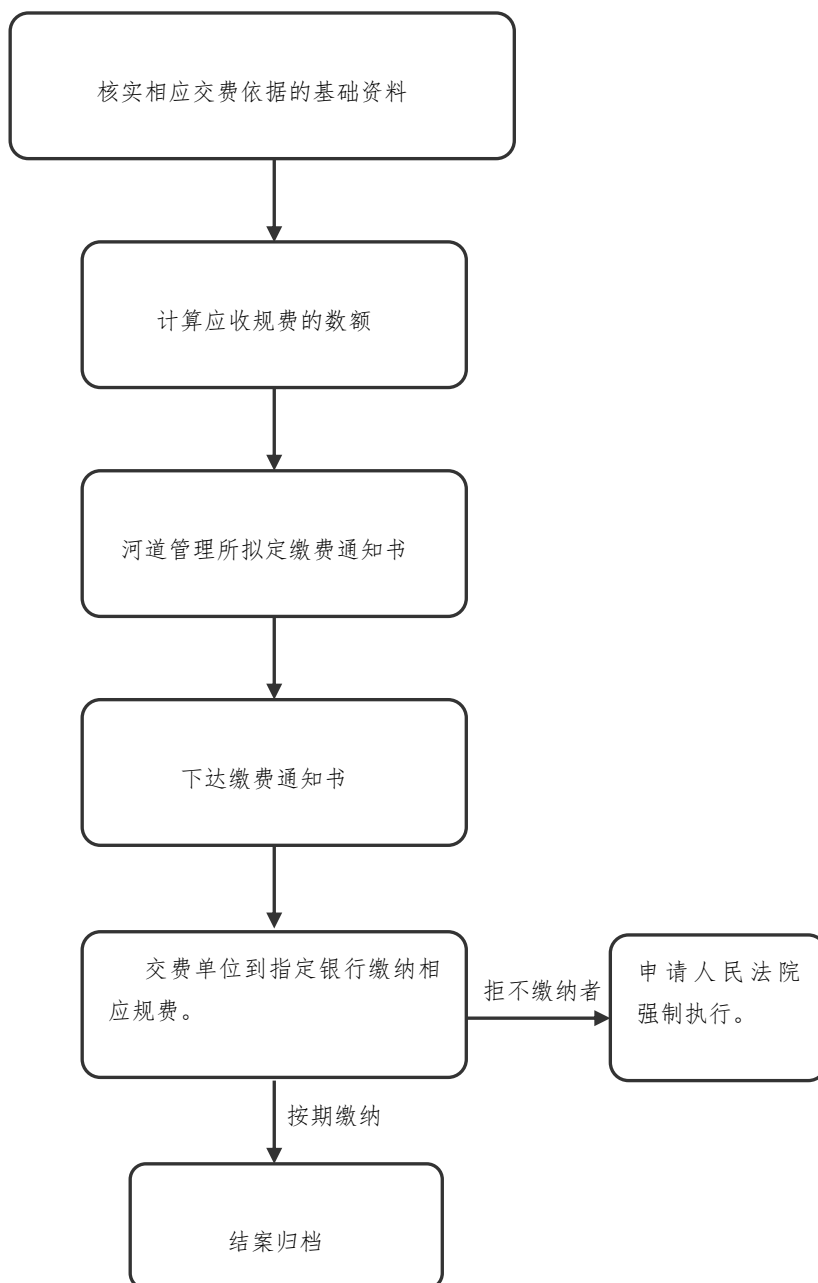 核实相应交费依据的基础资料
计算应收规费的数额
河道管理所拟定缴费通知书
下达缴费通知书
交费单位到指定银行缴纳相
应规费。
拒不缴纳者
申请人民法院
强制执行。
按期缴纳
结案归档